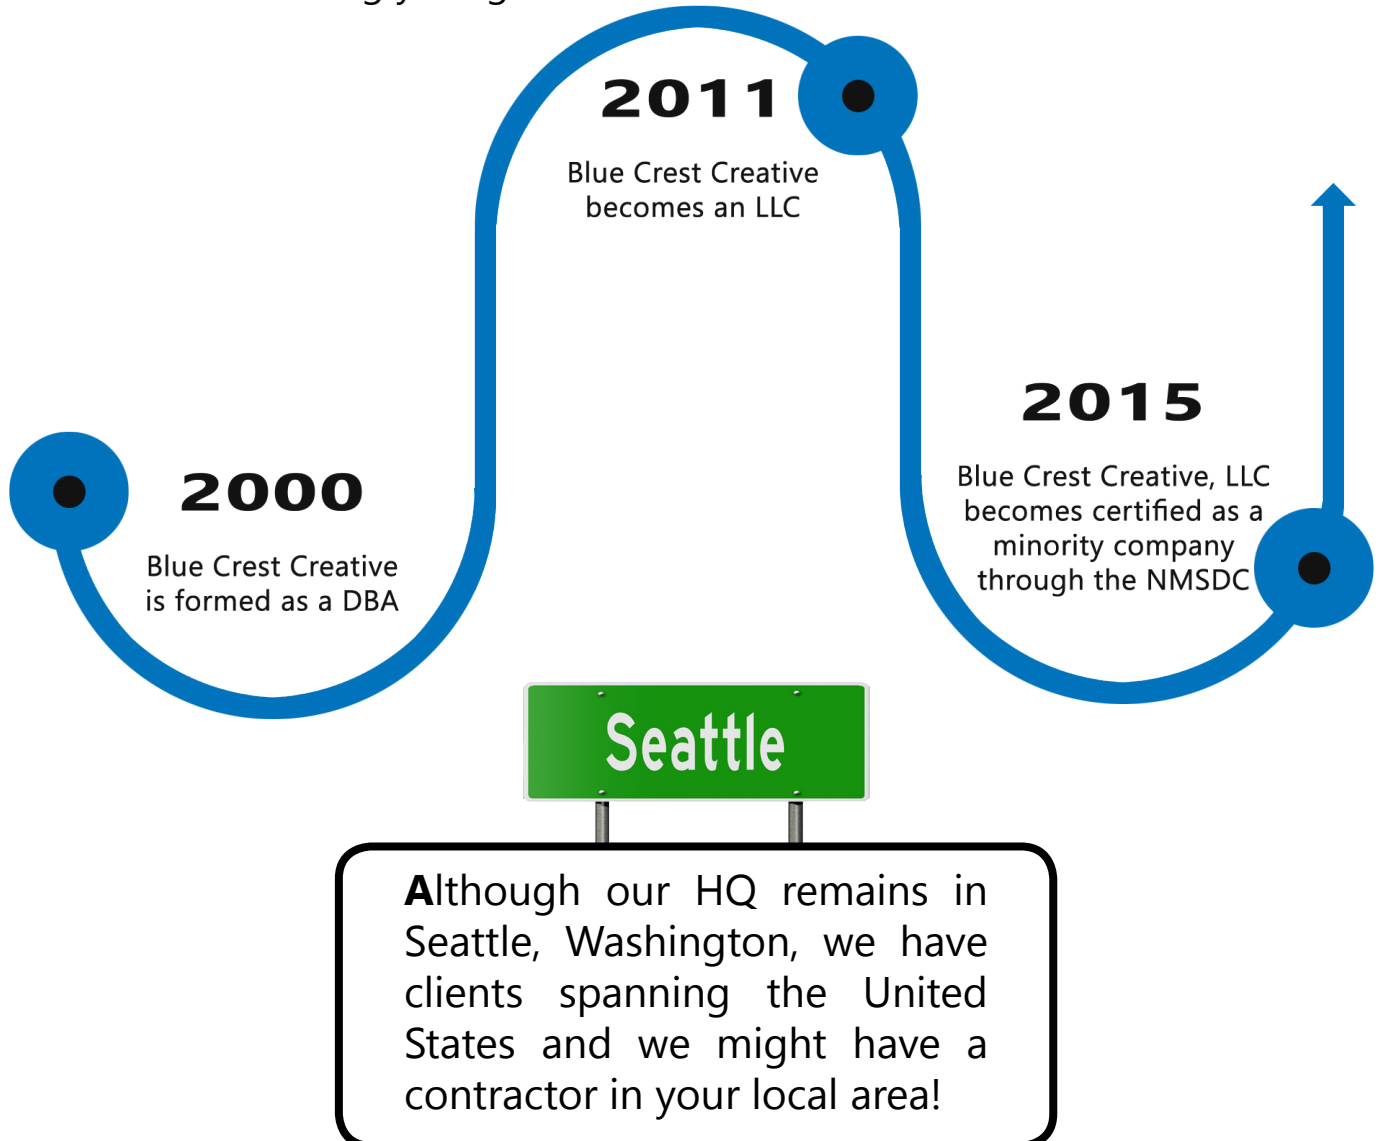 2011
Blue Crest Creative
becomes an LLC
2000
Blue Crest Creative
is formed as a DBA
2015
Blue Crest Creative, LLC
becomes certified as a
minority company
through the NMSDC
Seattle
Although our HQ remains in
Seattle, Washington, we have
clients spanning the United
States and we might have a
contractor in your local area!